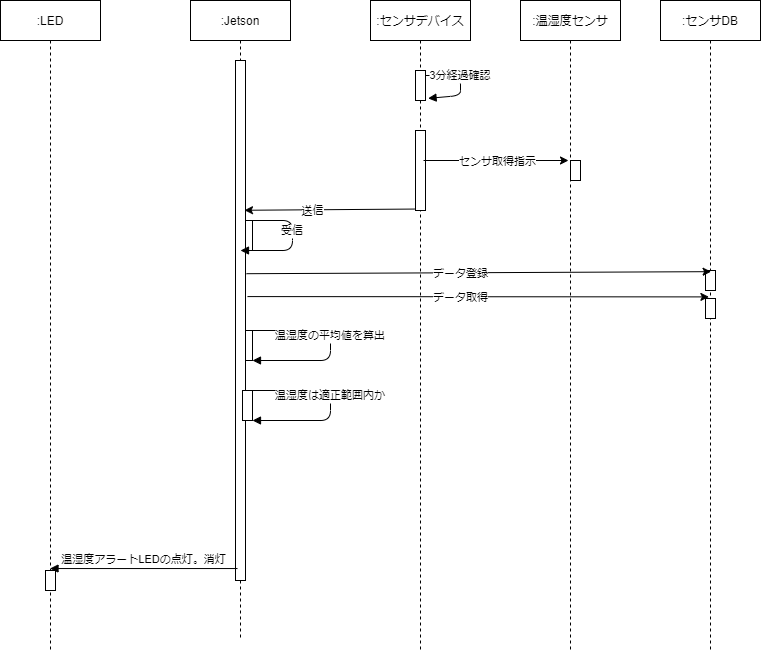 :LED
:Jetson
:センサデバイス
:温湿度センサ
:センサDB
3分経過確認
センサ取得指示
送信
受信
データ登録
データ取得
温湿度の平均値を算出
温湿度は適正範囲内か
温湿度アラートLEDの点灯。消灯